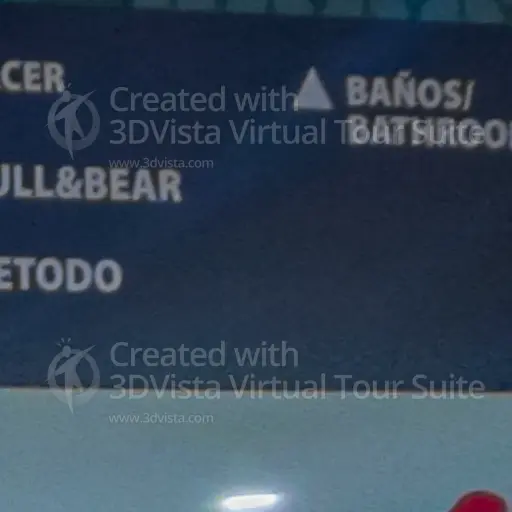 CER
BAÑOS/
BATHROO
ULL&BEAR
ETODO
Created with
3DVista Virtual Tour Suite
www.3dvista.com
Created with
3DVista Virtual Tour Suite
www.3dvista.com